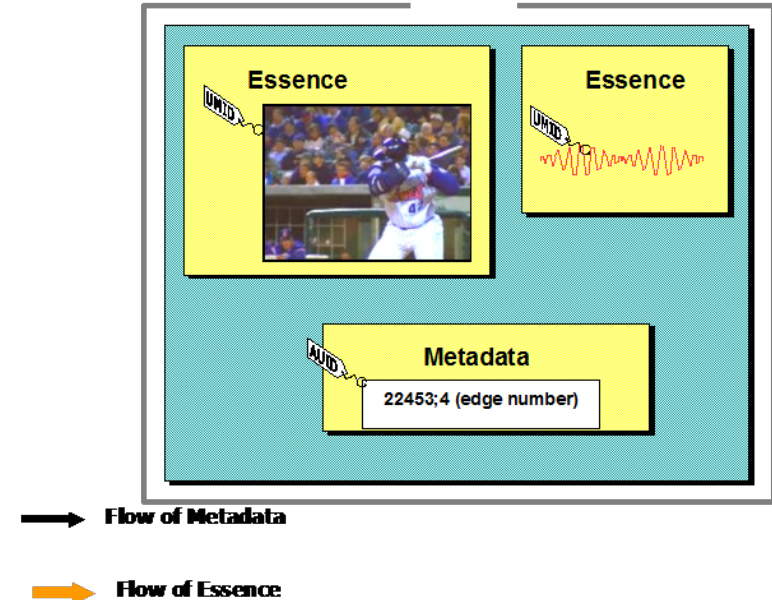 Essence
UMID
Essence
UMID
AUID
Metadata
22453;4 (edge number)
Flow of Metadata
Flow of Essence